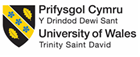 Prifysgol Cymru
Y Drindod Dewi Sant
University of Wales
Trinity Saint David